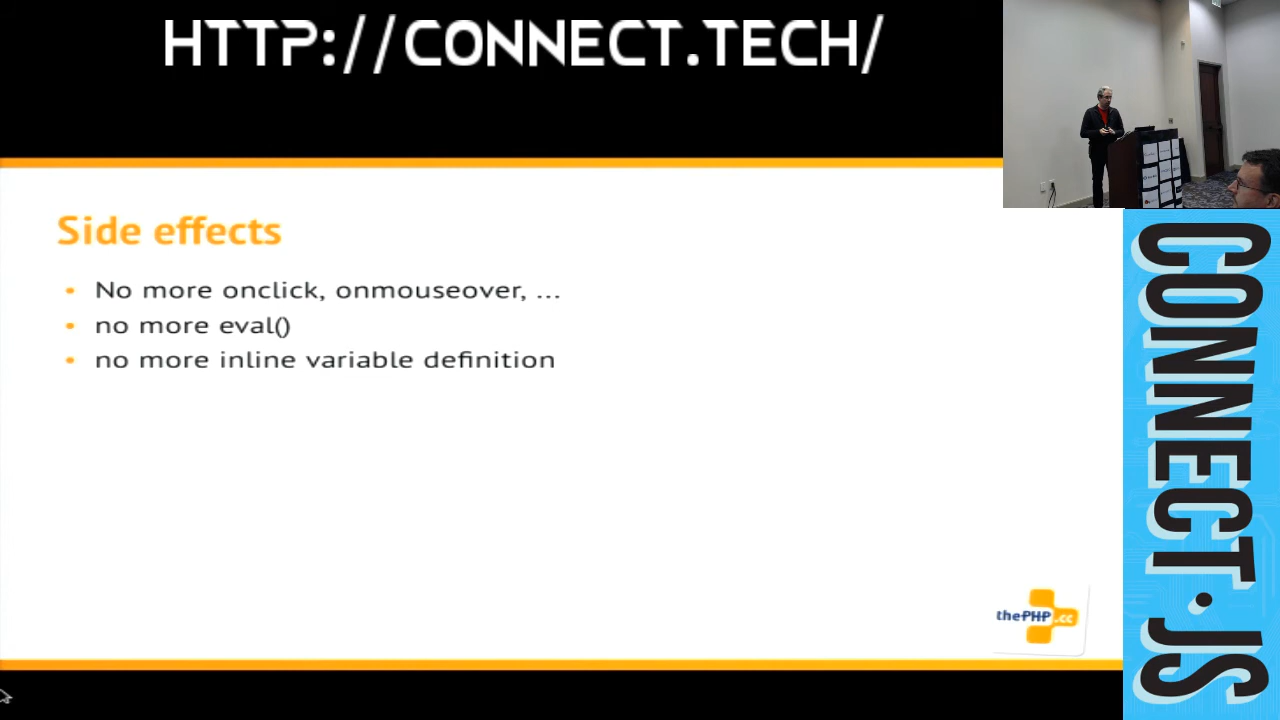 HTTP://CONNECT.TECH/
Side effects
• No more onclick, onmouseover, ...
• no more eval()
• no more inline variable definition
thePHP.cc
CONNECT.JS